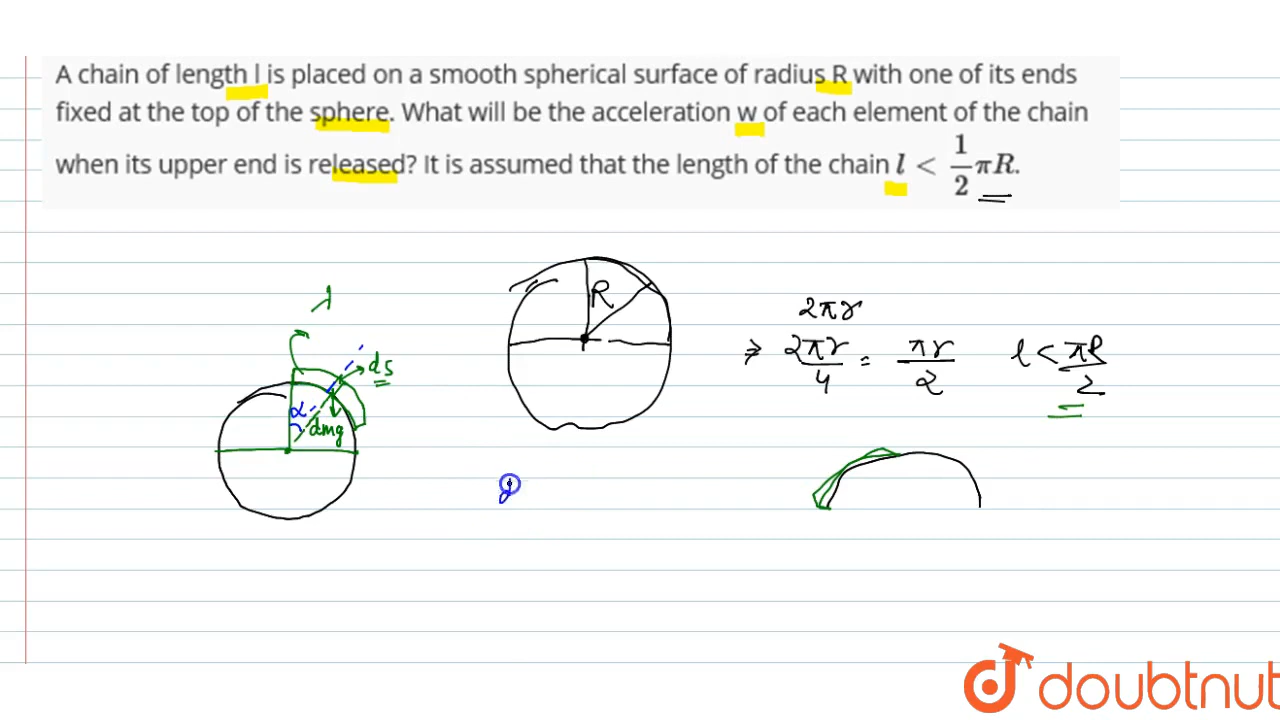 A chain of length l is placed on a smooth spherical surface of radius R with one of its ends
fixed at the top of the sphere. What will be the acceleration w of each element of the chain
when its upper end is released? It is assumed that the length of the chain l < 1/2 πR.
λ
R
2πr
⇒ 2πr/4 = πr/2
l < πR/2
ds
α
dmg
doubtnut